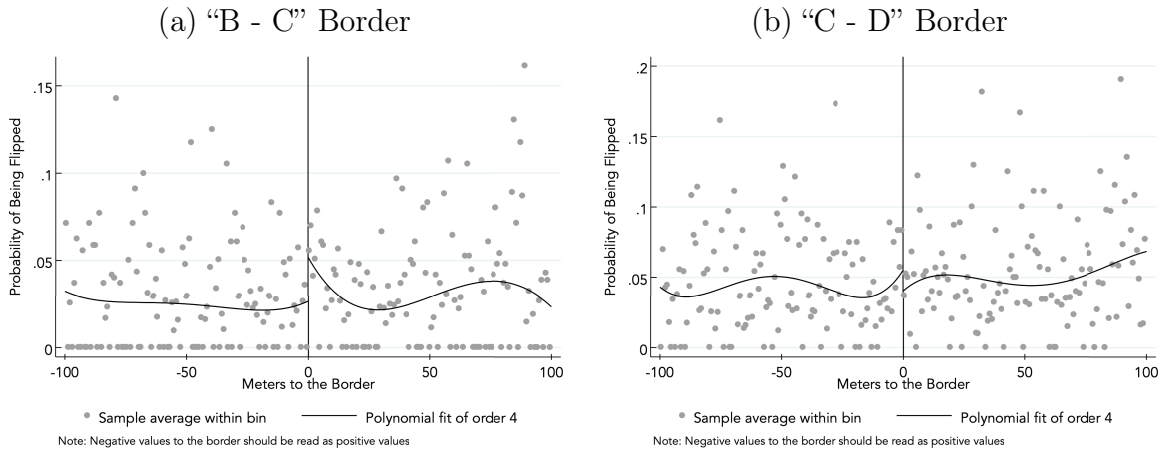 (a) “B - C” Border
Probability of Being Flipped
.15
.1
.05
0
-100
-50
0
50
100
Meters to the Border
Sample average within bin
Polynomial fit of order 4
Note: Negative values to the border should be read as positive values
(b) “C - D” Border
Probability of Being Flipped
.2
.15
.1
.05
0
-100
-50
0
50
100
Meters to the Border
Sample average within bin
Polynomial fit of order 4
Note: Negative values to the border should be read as positive values